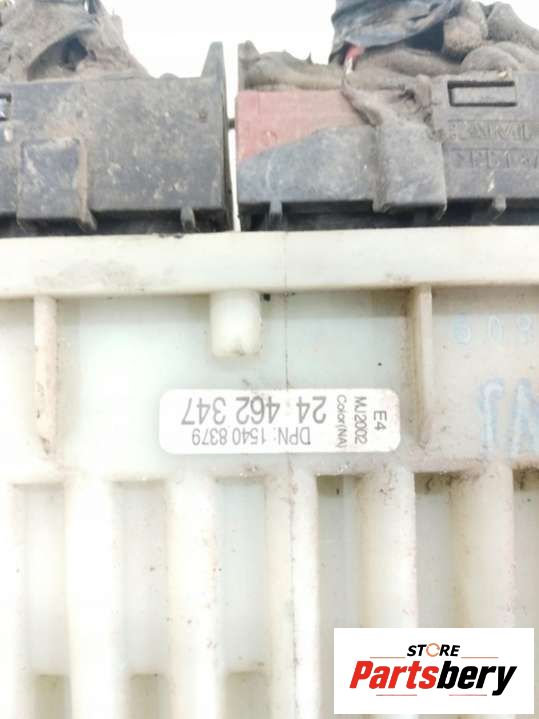 DPN: 1540 8379
24 462 347
MJ2002
Color(NA)
E4
STORE
Partsbery